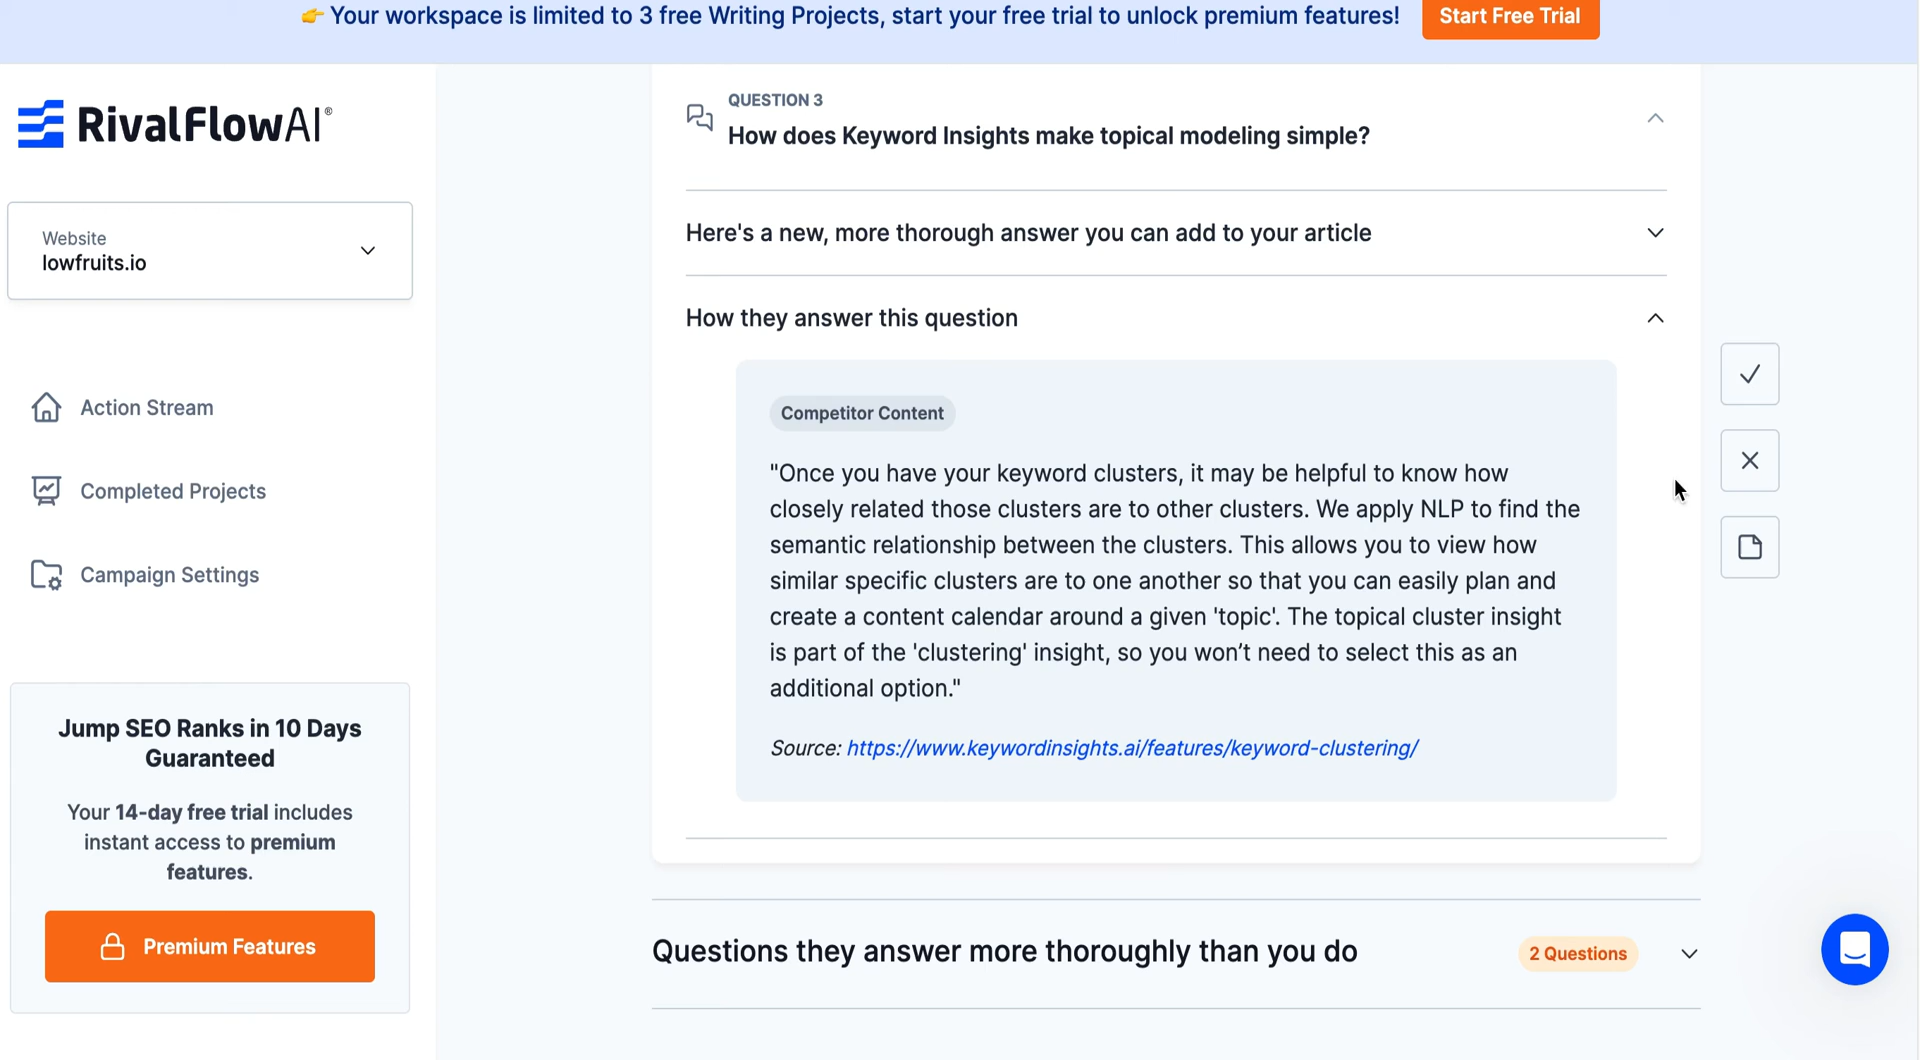 👉 Your workspace is limited to 3 free Writing Projects, start your free trial to unlock premium features!
Start Free Trial
RivalFlowAI®
Website
lowfruits.io
Action Stream
Completed Projects
Campaign Settings
Jump SEO Ranks in 10 Days
Guaranteed
Your 14-day free trial includes
instant access to premium
features.
Premium Features
QUESTION 3
How does Keyword Insights make topical modeling simple?
Here's a new, more thorough answer you can add to your article
How they answer this question
Competitor Content
"Once you have your keyword clusters, it may be helpful to know how
closely related those clusters are to other clusters. We apply NLP to find the
semantic relationship between the clusters. This allows you to view how
similar specific clusters are to one another so that you can easily plan and
create a content calendar around a given 'topic'. The topical cluster insight
is part of the 'clustering' insight, so you won’t need to select this as an
additional option."
Source: https://www.keywordinsights.ai/features/keyword-clustering/
Questions they answer more thoroughly than you do
2 Questions